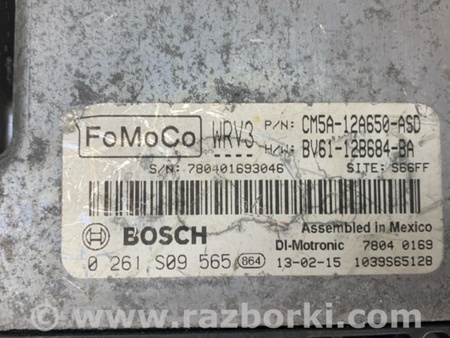 FoMoCo WRV3 P/N: CM5A-12A650-ASD
H/W: BV61-12B684-BA
S/N: 780401693046 SITE: S66FF
BOSCH Assembled in Mexico
DI-Motronic 7804 0169
0 261 S09 565 864 13-02-15 1039S65128
www.razborki.com